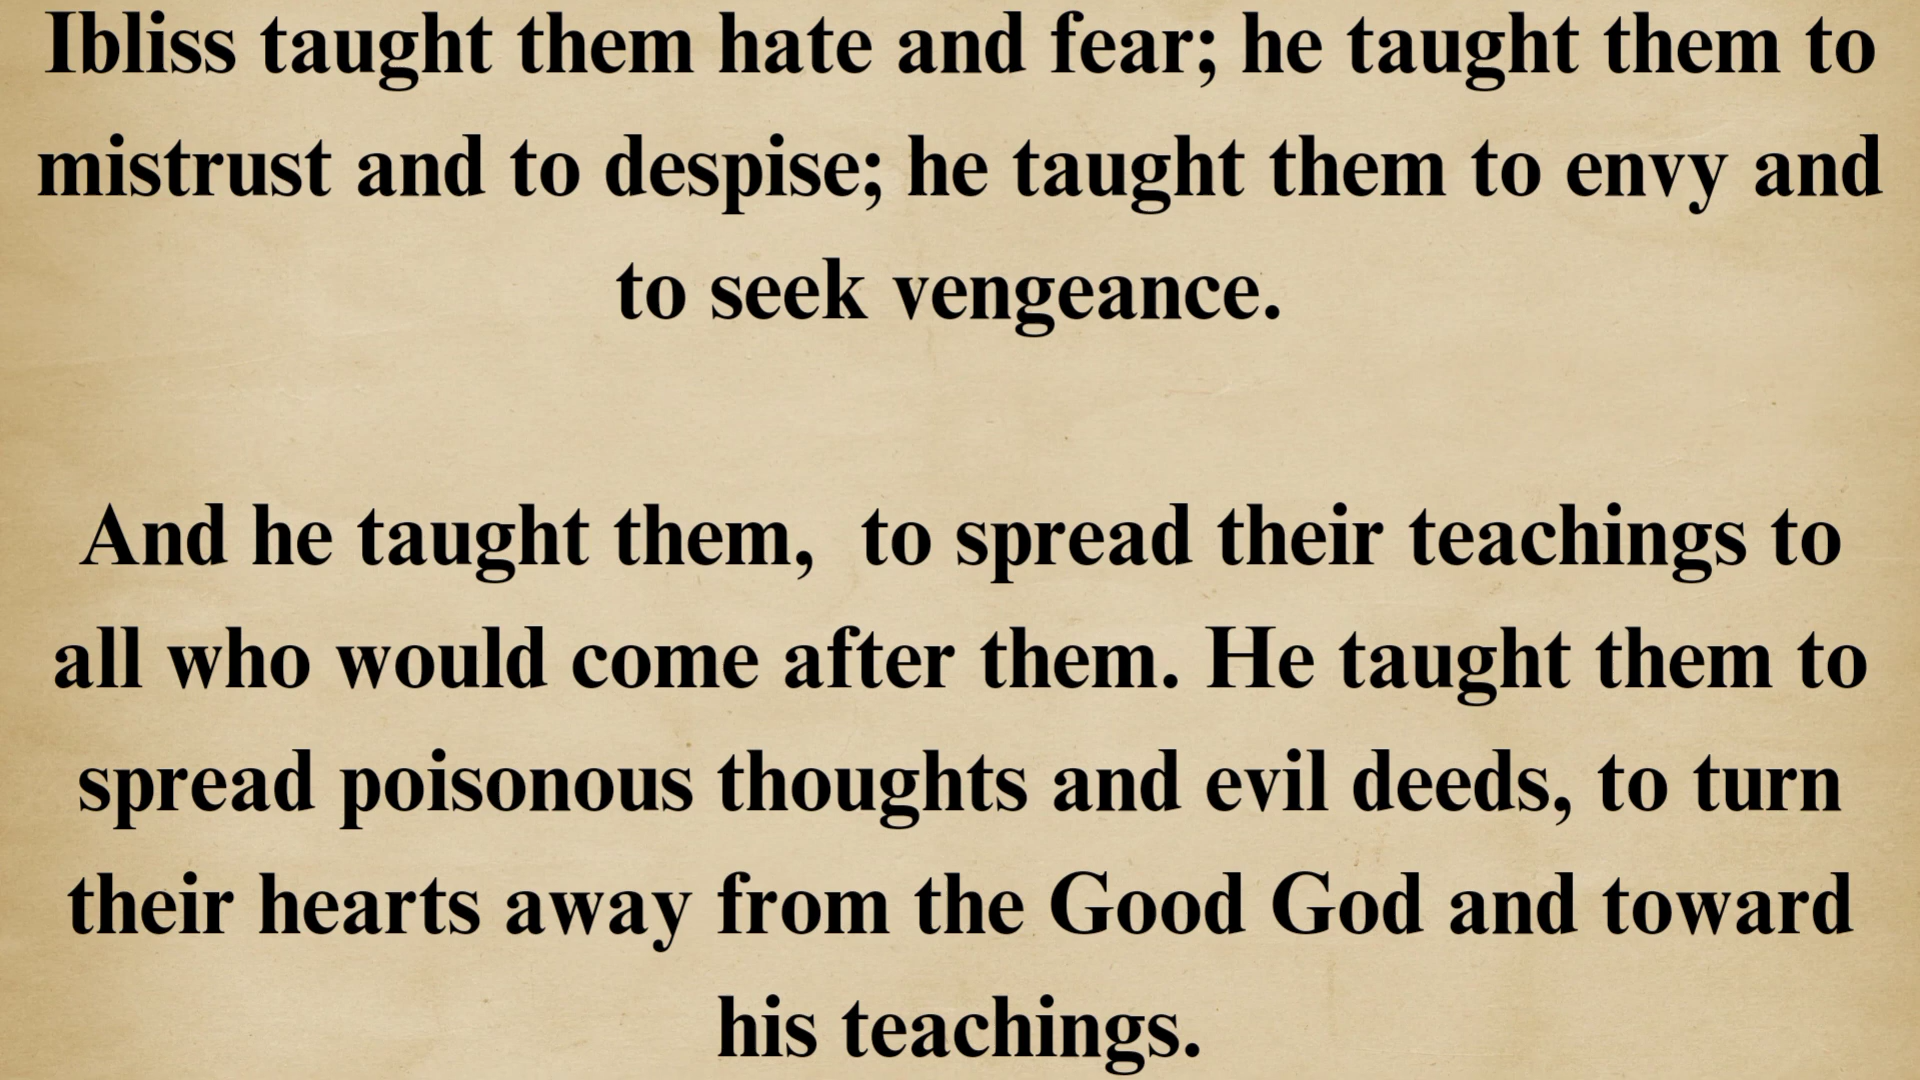 Ibliss taught them hate and fear; he taught them to
mistrust and to despise; he taught them to envy and
to seek vengeance.
And he taught them,  to spread their teachings to
all who would come after them. He taught them to
spread poisonous thoughts and evil deeds, to turn
their hearts away from the Good God and toward
his teachings.